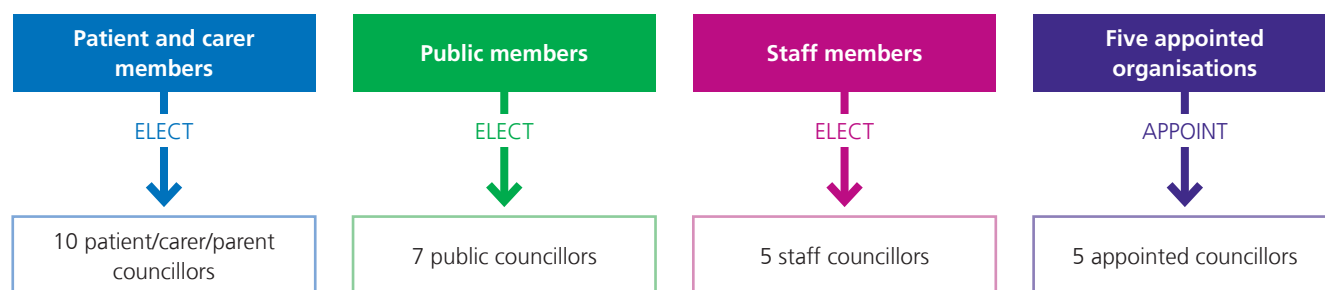 Patient and carer
members
Public members
Staff members
Five appointed
organisations
ELECT
ELECT
ELECT
APPOINT
10 patient/carer/parent
councillors
7 public councillors
5 staff councillors
5 appointed councillors